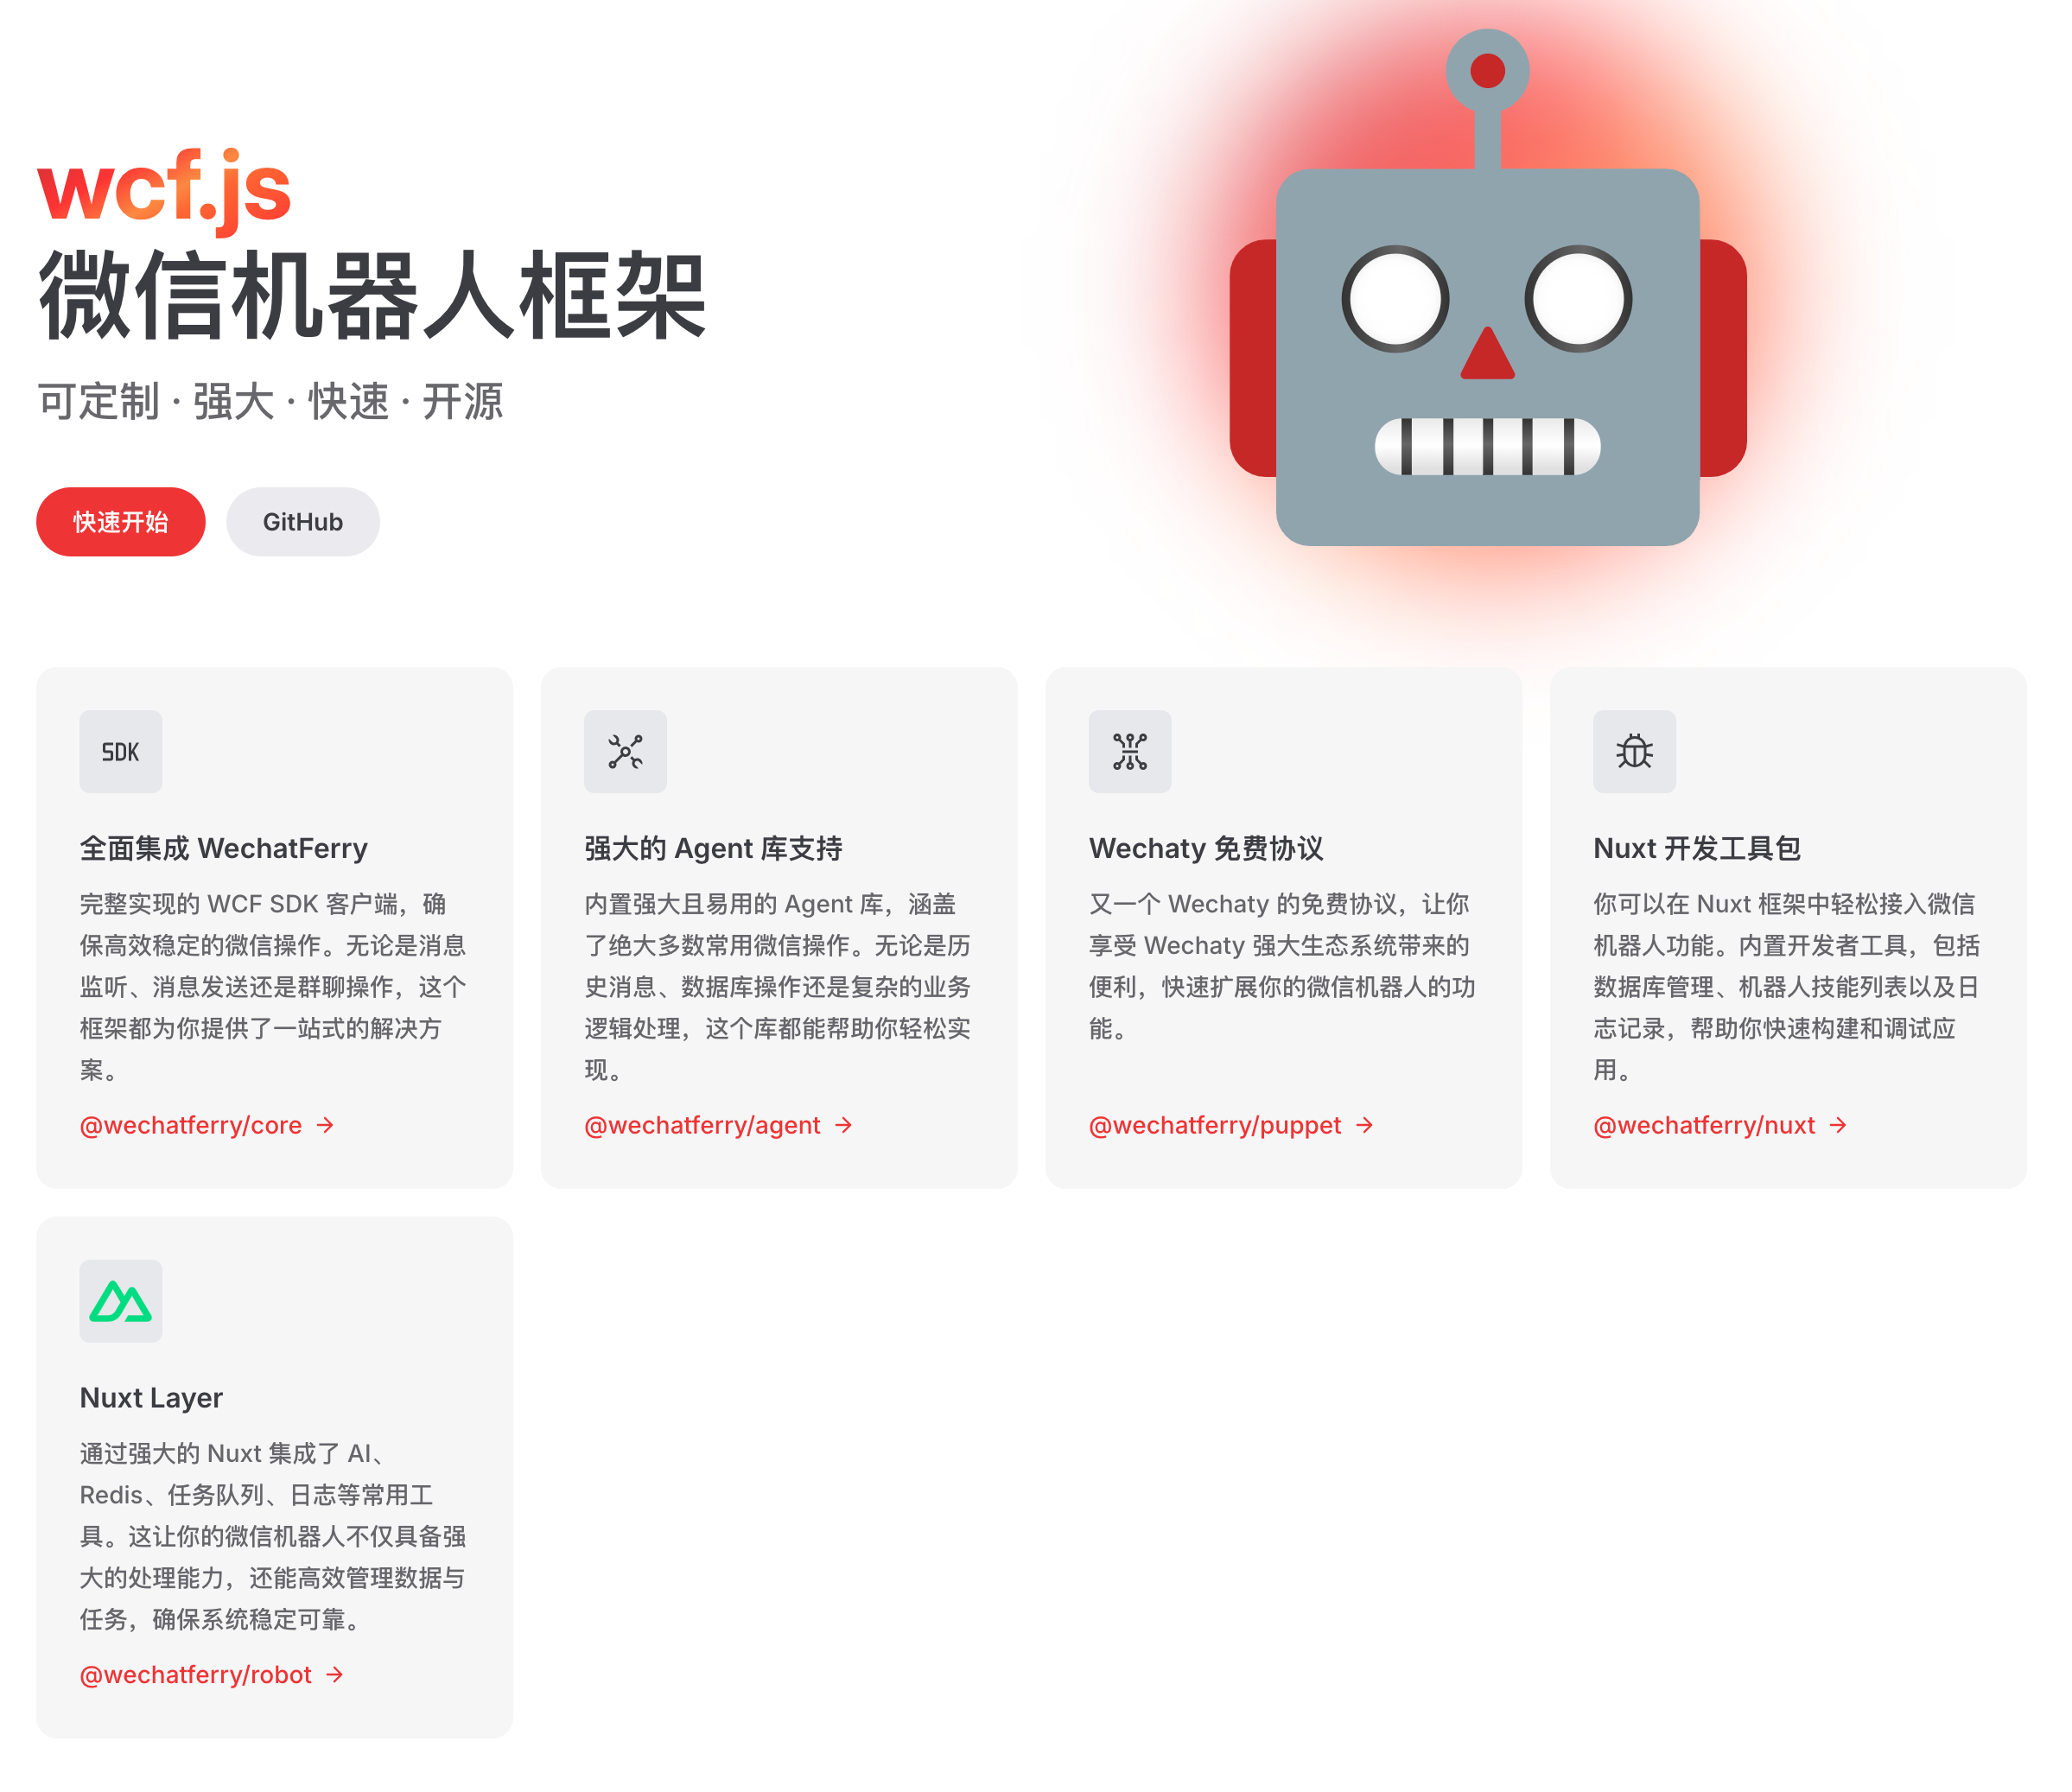 wcf.js
微信机器人框架
可定制 · 强大 · 快速 · 开源
快速开始
GitHub
SDK
全面集成 WechatFerry
完整实现的 WCF SDK 客户端，确
保高效稳定的微信操作。无论是消息
监听、消息发送还是群聊操作，这个
框架都为你提供了一站式的解决方
案。
@wechatferry/core →
强大的 Agent 库支持
内置强大且易用的 Agent 库，涵盖
了绝大多数常用微信操作。无论是历
史消息、数据库操作还是复杂的业务
逻辑处理，这个库都能帮助你轻松实
现。
@wechatferry/agent →
Wechaty 免费协议
又一个 Wechaty 的免费协议，让你
享受 Wechaty 强大生态系统带来的
便利，快速扩展你的微信机器人的功
能。
@wechatferry/puppet →
Nuxt 开发工具包
你可以在 Nuxt 框架中轻松接入微信
机器人功能。内置开发者工具，包括
数据库管理、机器人技能列表以及日
志记录，帮助你快速构建和调试应
用。
@wechatferry/nuxt →
Nuxt Layer
通过强大的 Nuxt 集成了 AI、
Redis、任务队列、日志等常用工
具。这让你的微信机器人不仅具备强
大的处理能力，还能高效管理数据与
任务，确保系统稳定可靠。
@wechatferry/robot →